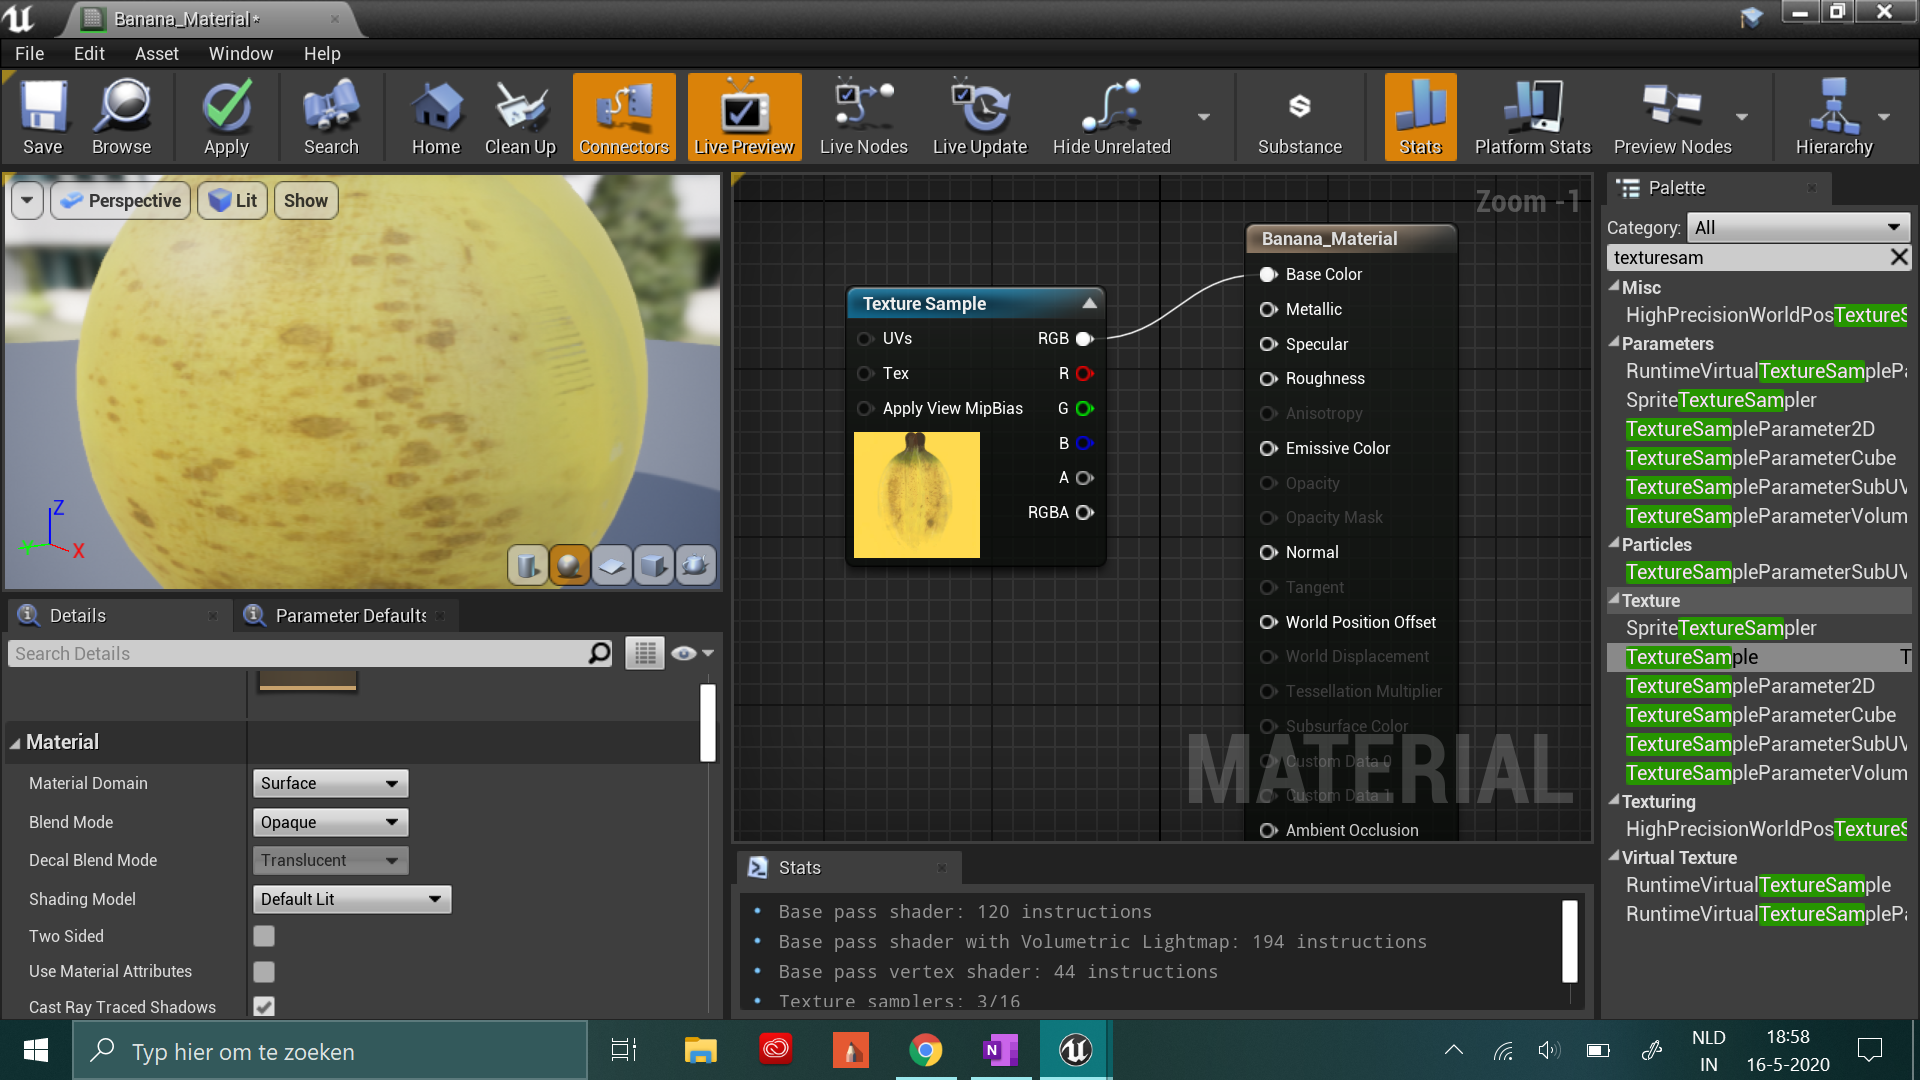 Banana_Material*
File Edit Asset Window Help
Save Browse Apply Search Home Clean Up Connectors Live Preview Live Nodes Live Update Hide Unrelated Substance Stats Platform Stats Preview Nodes Hierarchy
Perspective Lit Show
Z
Y
X
Zoom -1
Texture Sample
UVs RGB
Tex R
Apply View MipBias G
B
A
RGBA
Banana_Material
Base Color
Metallic
Specular
Roughness
Anisotropy
Emissive Color
Opacity
Opacity Mask
Normal
Tangent
World Position Offset
World Displacement
Tessellation Multiplier
Subsurface Color
Custom Data 0
Custom Data 1
Ambient Occlusion
MATERIAL
Details Parameter Defaults
Search Details
Material
Material Domain Surface
Blend Mode Opaque
Decal Blend Mode Translucent
Shading Model Default Lit
Two Sided
Use Material Attributes
Cast Ray Traced Shadows
Stats
Base pass shader: 120 instructions
Base pass shader with Volumetric Lightmap: 194 instructions
Base pass vertex shader: 44 instructions
Texture samplers: 3/16
Palette
Category: All
texturesam
Misc
HighPrecisionWorldPosTextureS
Parameters
RuntimeVirtualTextureSamplePa
SpriteTextureSampler
TextureSampleParameter2D
TextureSampleParameterCube
TextureSampleParameterSubUV
TextureSampleParameterVolum
Particles
TextureSampleParameterSubUV
Texture
SpriteTextureSampler
TextureSample T
TextureSampleParameter2D
TextureSampleParameterCube
TextureSampleParameterSubUV
TextureSampleParameterVolum
Texturing
HighPrecisionWorldPosTextureS
Virtual Texture
RuntimeVirtualTextureSample
RuntimeVirtualTextureSamplePa
Typ hier om te zoeken
N
NLD
IN
18:58
16-5-2020